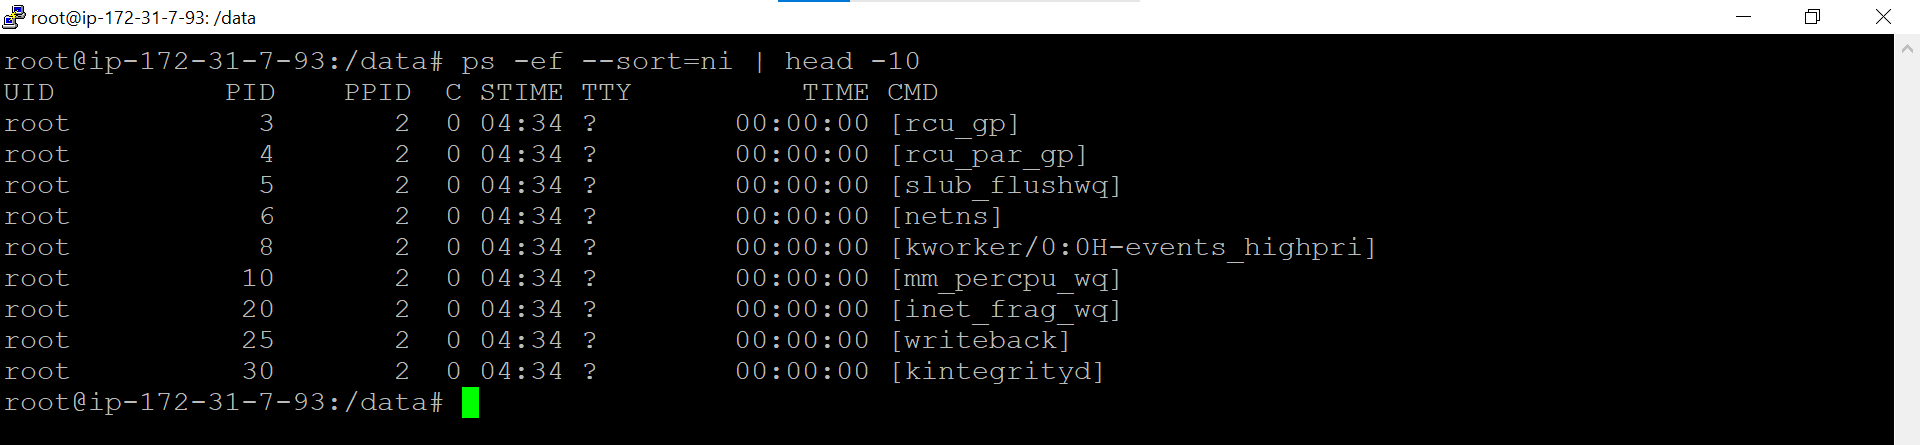 root@ip-172-31-7-93: /data
root@ip-172-31-7-93:/data# ps -ef --sort=ni | head -10
UID          PID    PPID  C STIME TTY          TIME CMD
root           3       2  0 04:34 ?        00:00:00 [rcu_gp]
root           4       2  0 04:34 ?        00:00:00 [rcu_par_gp]
root           5       2  0 04:34 ?        00:00:00 [slub_flushwq]
root           6       2  0 04:34 ?        00:00:00 [netns]
root           8       2  0 04:34 ?        00:00:00 [kworker/0:0H-events_highpri]
root          10       2  0 04:34 ?        00:00:00 [mm_percpu_wq]
root          20       2  0 04:34 ?        00:00:00 [inet_frag_wq]
root          25       2  0 04:34 ?        00:00:00 [writeback]
root          30       2  0 04:34 ?        00:00:00 [kintegrityd]
root@ip-172-31-7-93:/data#